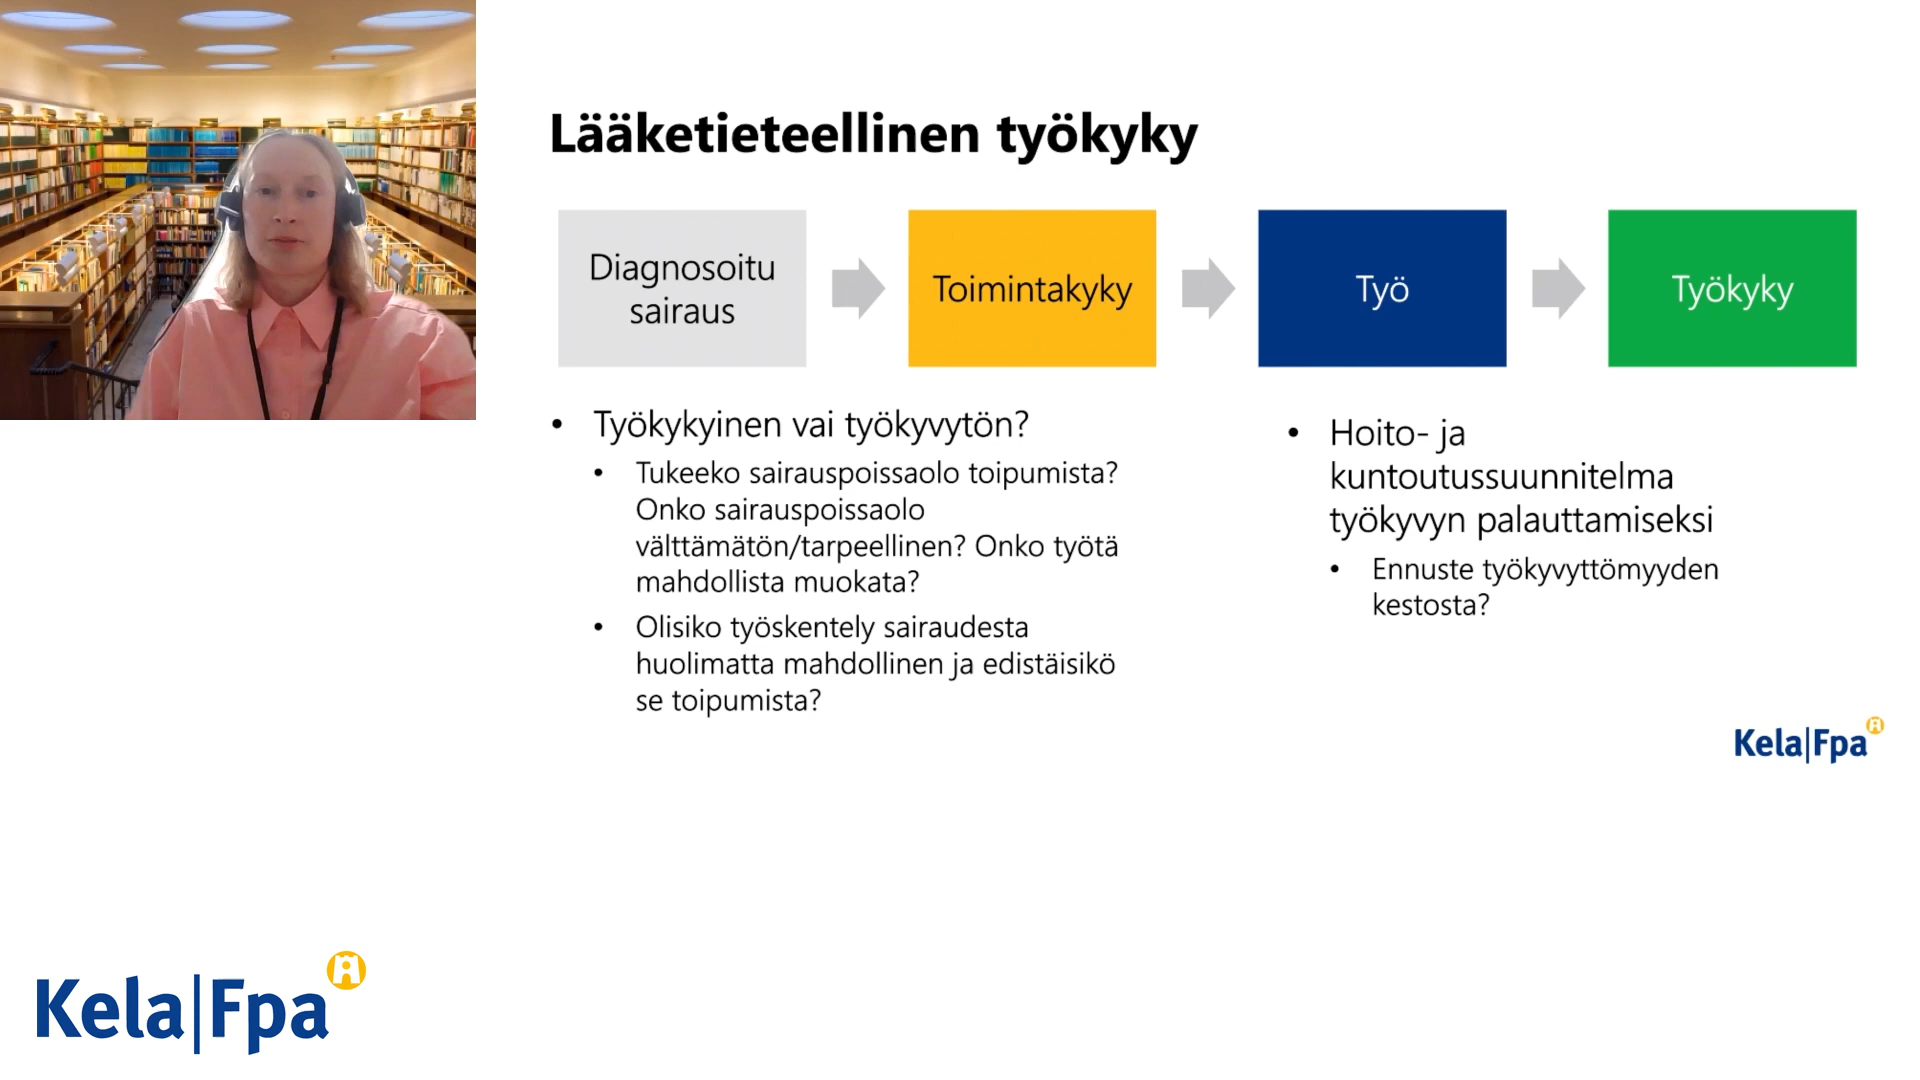 Lääketieteellinen työkyky
Diagnosoitu
sairaus
Toimintakyky
Työ
Työkyky
• Työkykyinen vai työkyvytön?
• Tukeeko sairauspoissaolo toipumista?
Onko sairauspoissaolo
välttämätön/tarpeellinen? Onko työtä
mahdollista muokata?
• Olisiko työskentely sairaudesta
huolimatta mahdollinen ja edistäisikö
se toipumista?
• Hoito- ja
kuntoutussuunnitelma
työkyvyn palauttamiseksi
• Ennuste työkyvyttömyyden
kestosta?
Kela|Fpa
Kela|Fpa